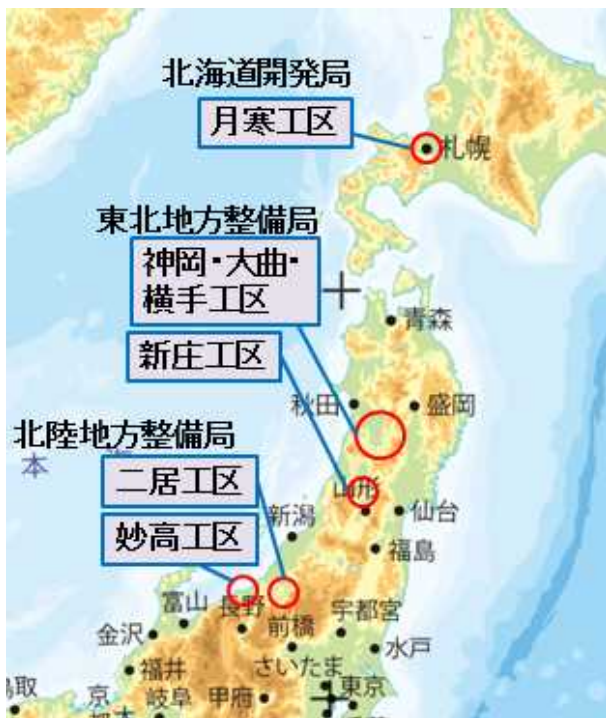 北海道開発局
月寒工区
札幌
東北地方整備局
神岡・大曲・
横手工区
青森
新庄工区
秋田
盛岡
北陸地方整備局
本
二居工区
山形
仙台
新潟
妙高工区
福島
富山
長野
前橋
宇都宮
金沢
水戸
福井
さいたま
鳥取
京
岐阜
甲府
東京